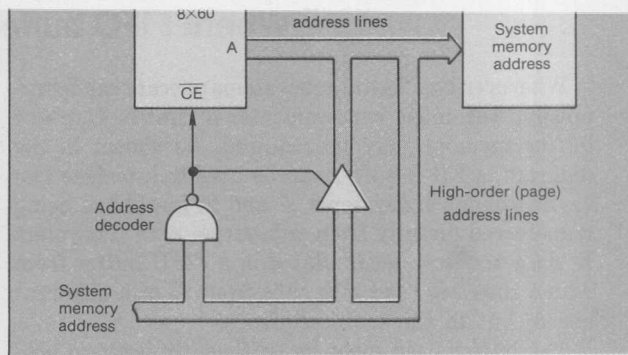 8×60
address lines
System
memory
address
A
CE
Address
decoder
High-order (page)
address lines
System
memory
address